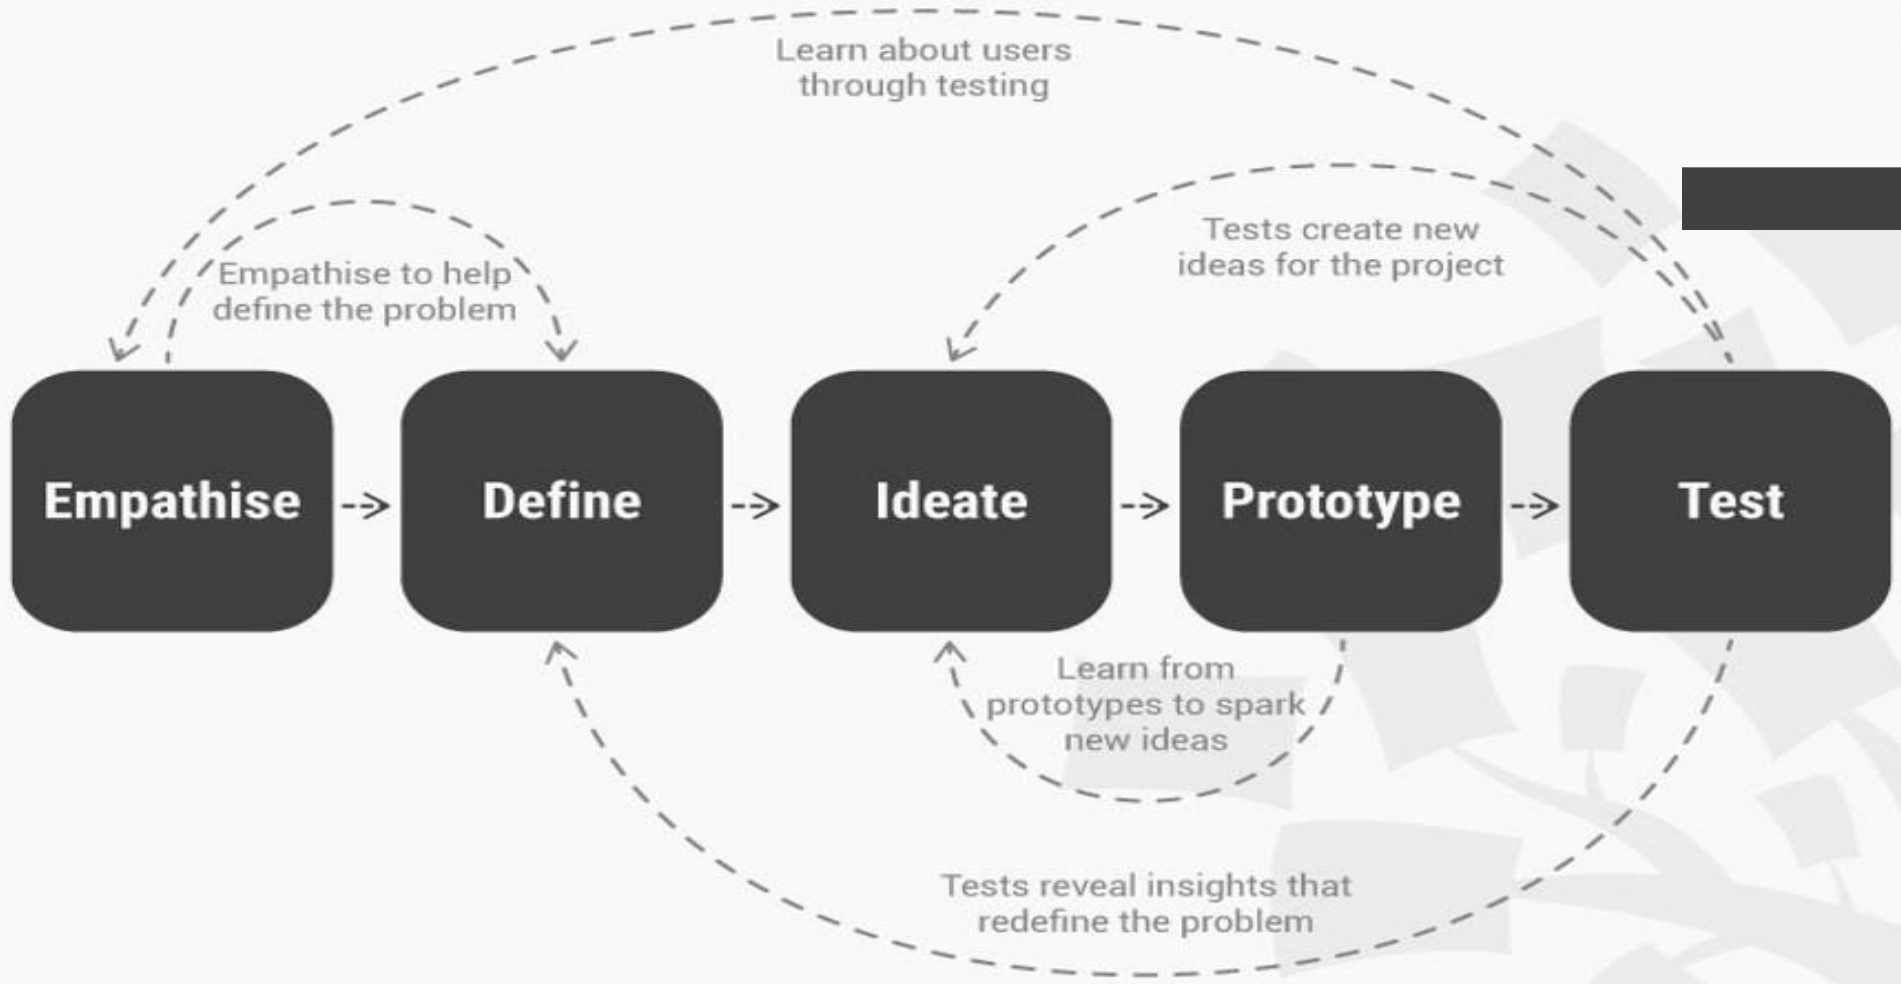 Learn about users
through testing
Tests create new
ideas for the project
Empathise to help
define the problem
Empathise
Define
Ideate
Prototype
Test
Learn from
prototypes to spark
new ideas
Tests reveal insights that
redefine the problem